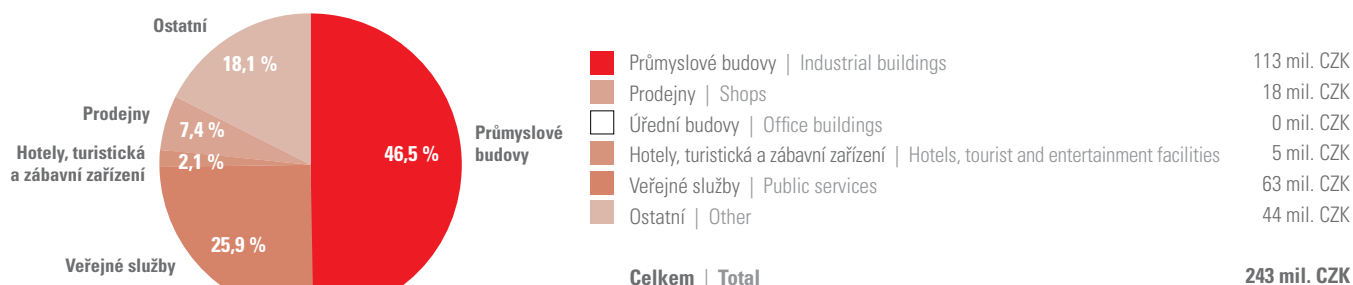 Ostatní
18,1 %
Prodejny
7,4 %
Hotely, turistická
a zábavní zařízení
2,1 %
Průmyslové
budovy
46,5 %
25,9 %
Veřejné služby
Průmyslové budovy | Industrial buildings 113 mil. CZK
Prodejny | Shops 18 mil. CZK
Úřední budovy | Office buildings 0 mil. CZK
Hotely, turistická a zábavní zařízení | Hotels, tourist and entertainment facilities 5 mil. CZK
Veřejné služby | Public services 63 mil. CZK
Ostatní | Other 44 mil. CZK
Celkem | Total 243 mil. CZK